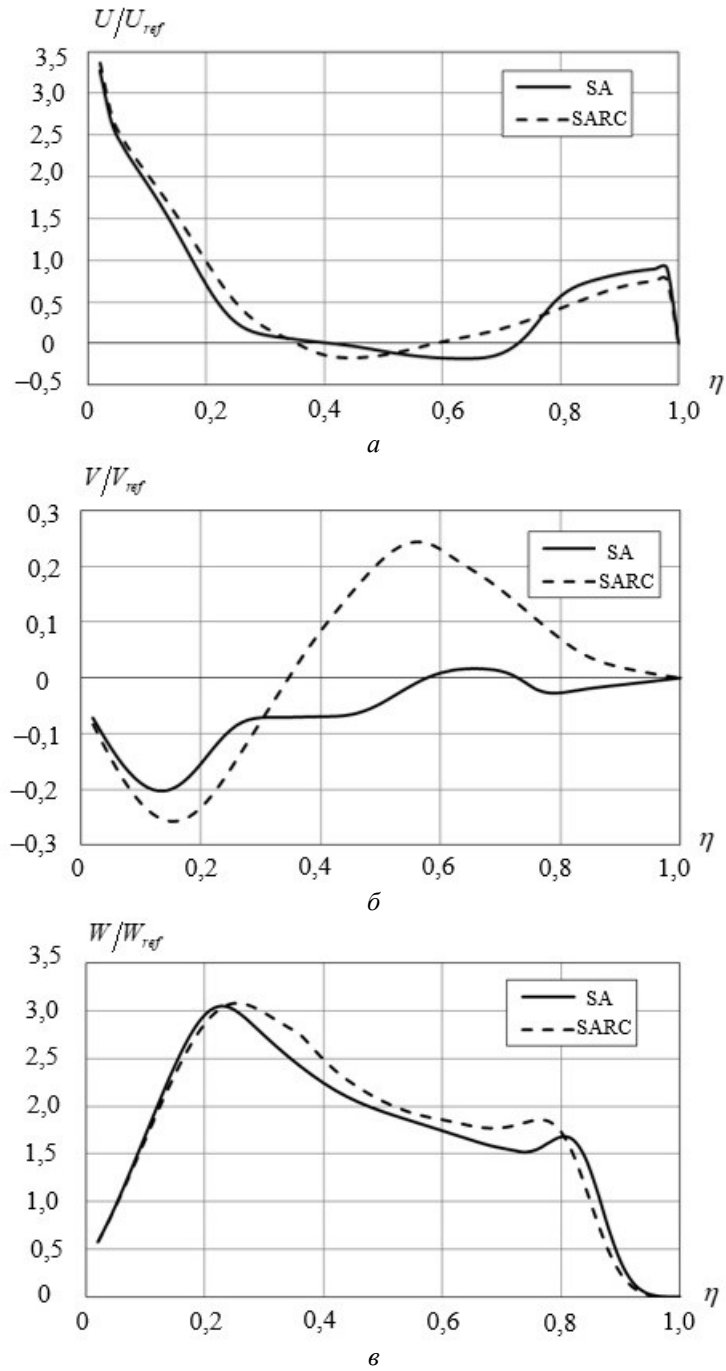 U/U_ref
3,5
3,0
2,5
2,0
1,5
1,0
0,5
0
–0,5
SA
SARC
0
0,2
0,4
0,6
0,8
1,0
η
а
V/V_ref
0,3
0,2
0,1
0
–0,1
–0,2
–0,3
SA
SARC
0
0,2
0,4
0,6
0,8
1,0
η
б
W/W_ref
3,5
3,0
2,5
2,0
1,5
1,0
0,5
0
SA
SARC
0
0,2
0,4
0,6
0,8
1,0
η
в